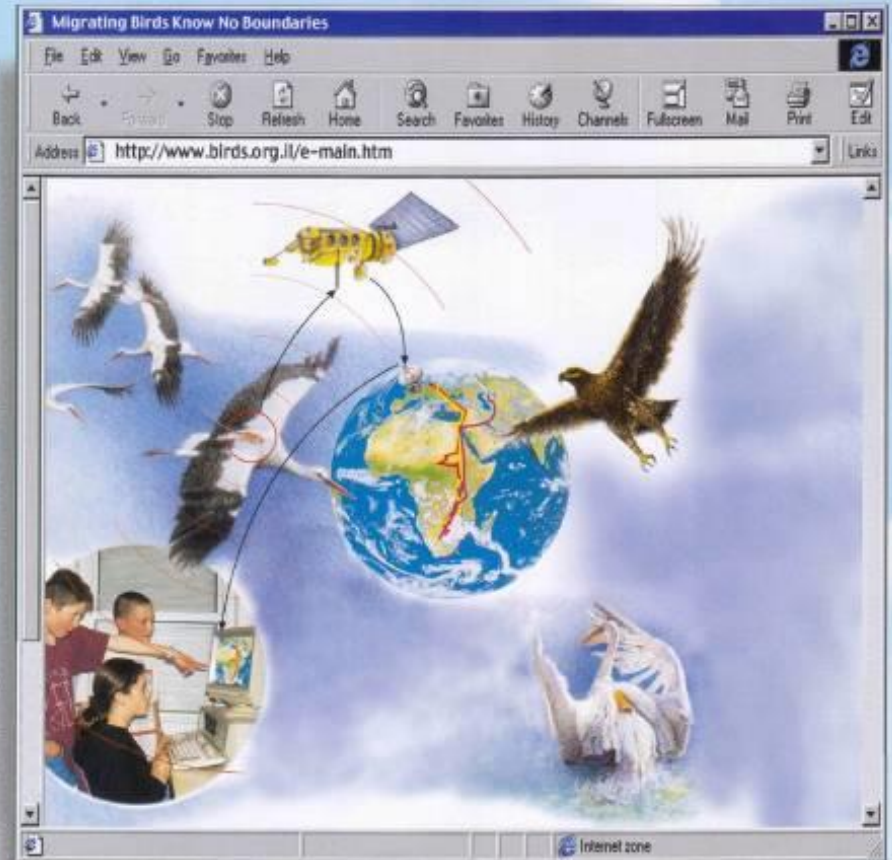 Migrating Birds Know No Boundaries
File Edit View Go Favorites Help
Back Forward Stop Refresh Home Search Favorites History Channels Fullscreen Mail Print Edit
Address http://www.birds.org.il/e-main.htm Links
Internet zone